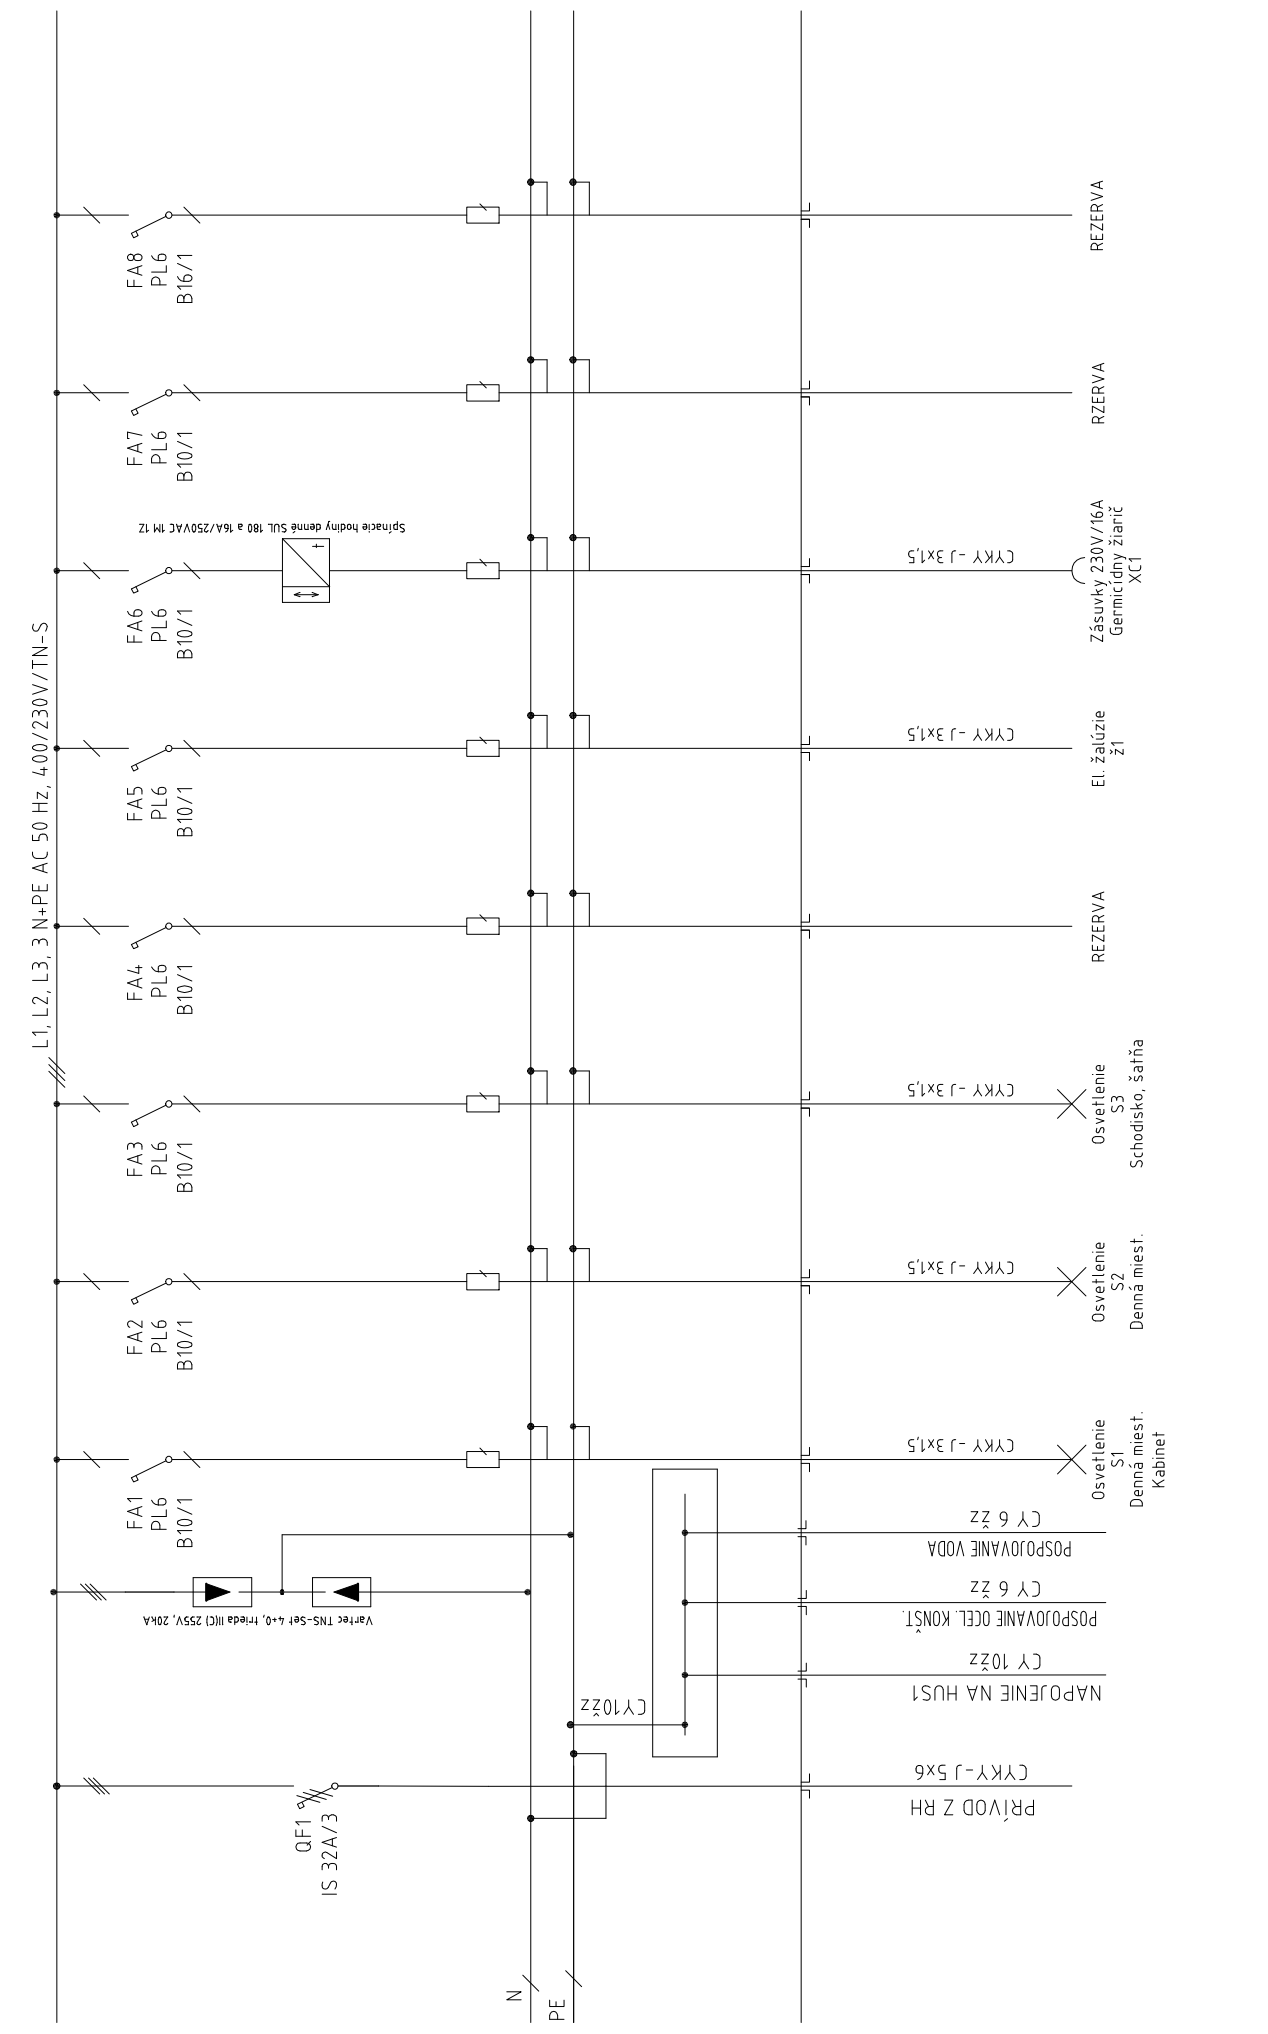 L1, L2, L3, 3 N+PE AC 50 Hz, 400/230V/TN-S
N
PE
QF1
IS 32A/3
PRÍVOD Z RH
CYKY-J 5x6
CY10žz
NAPOJENIE NA HUS1
CY 10žz
POSPOJOVANIE OCEL. KONŠT.
CY 6 žz
POSPOJOVANIE VODA
CY 6 žz
Vartec TNS-Set 4+0, trieda II(C) 255V, 20kA
FA1
PL6
B10/1
CYKY-J 3x1,5
Osvetlenie
S1
Denná miest.
Kabinet
FA2
PL6
B10/1
CYKY-J 3x1,5
Osvetlenie
S2
Denná miest.
FA3
PL6
B10/1
CYKY-J 3x1,5
Osvetlenie
S3
Schodisko, šatňa
FA4
PL6
B10/1
REZERVA
FA5
PL6
B10/1
CYKY-J 3x1,5
El. žalúzie
ž1
FA6
PL6
B10/1
Spínacie hodiny denné SUL 180 a 16A/250VAC 1M 1Z
t
CYKY-J 3x1,5
Zásuvky 230V/16A
Germicídny žiarič
XC1
FA7
PL6
B10/1
RZERVA
FA8
PL6
B16/1
REZERVA